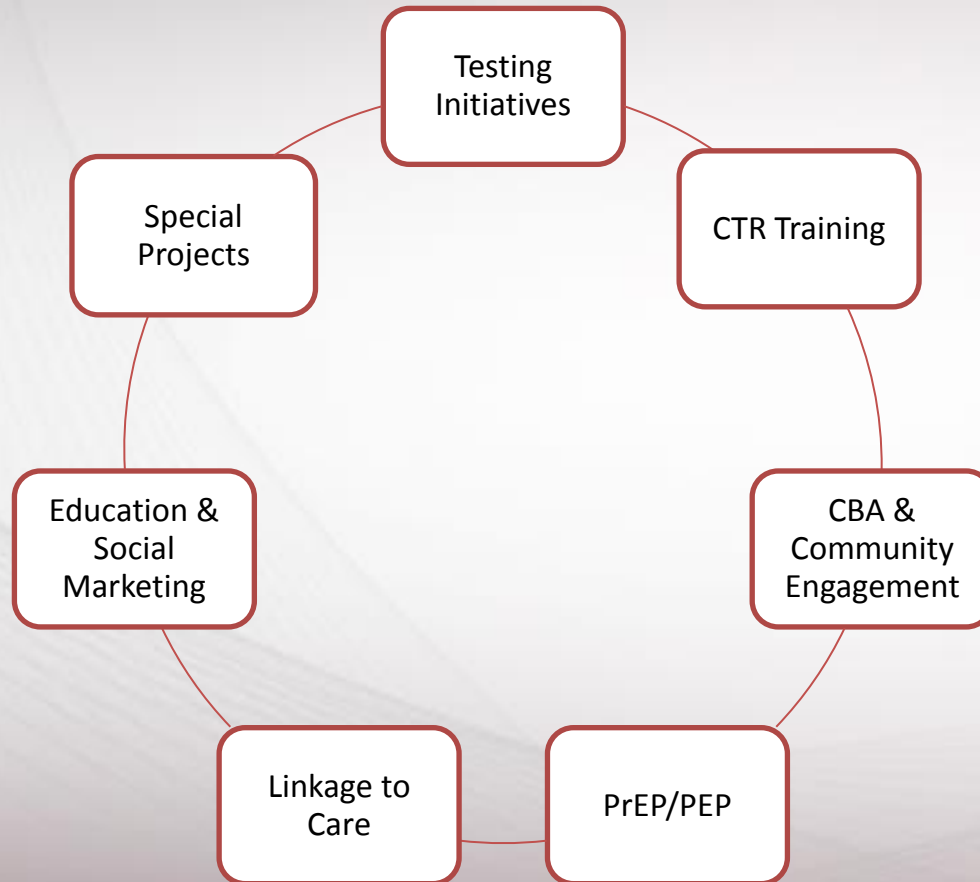 Testing
Initiatives
CTR Training
CBA &
Community
Engagement
PrEP/PEP
Linkage to
Care
Education &
Social
Marketing
Special
Projects